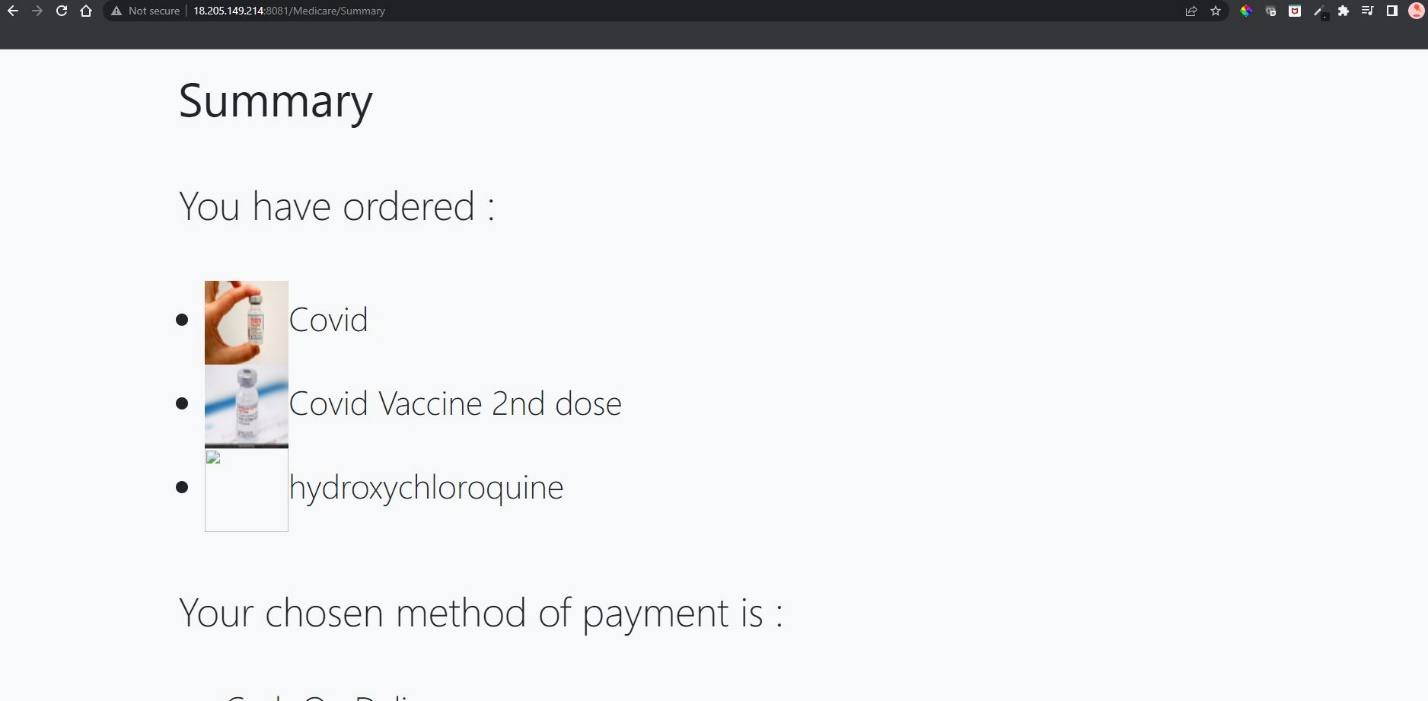 Not secure
18.205.149.214:8081/Medicare/Summary
Summary
You have ordered :
Covid
Covid Vaccine 2nd dose
hydroxychloroquine
Your chosen method of payment is :